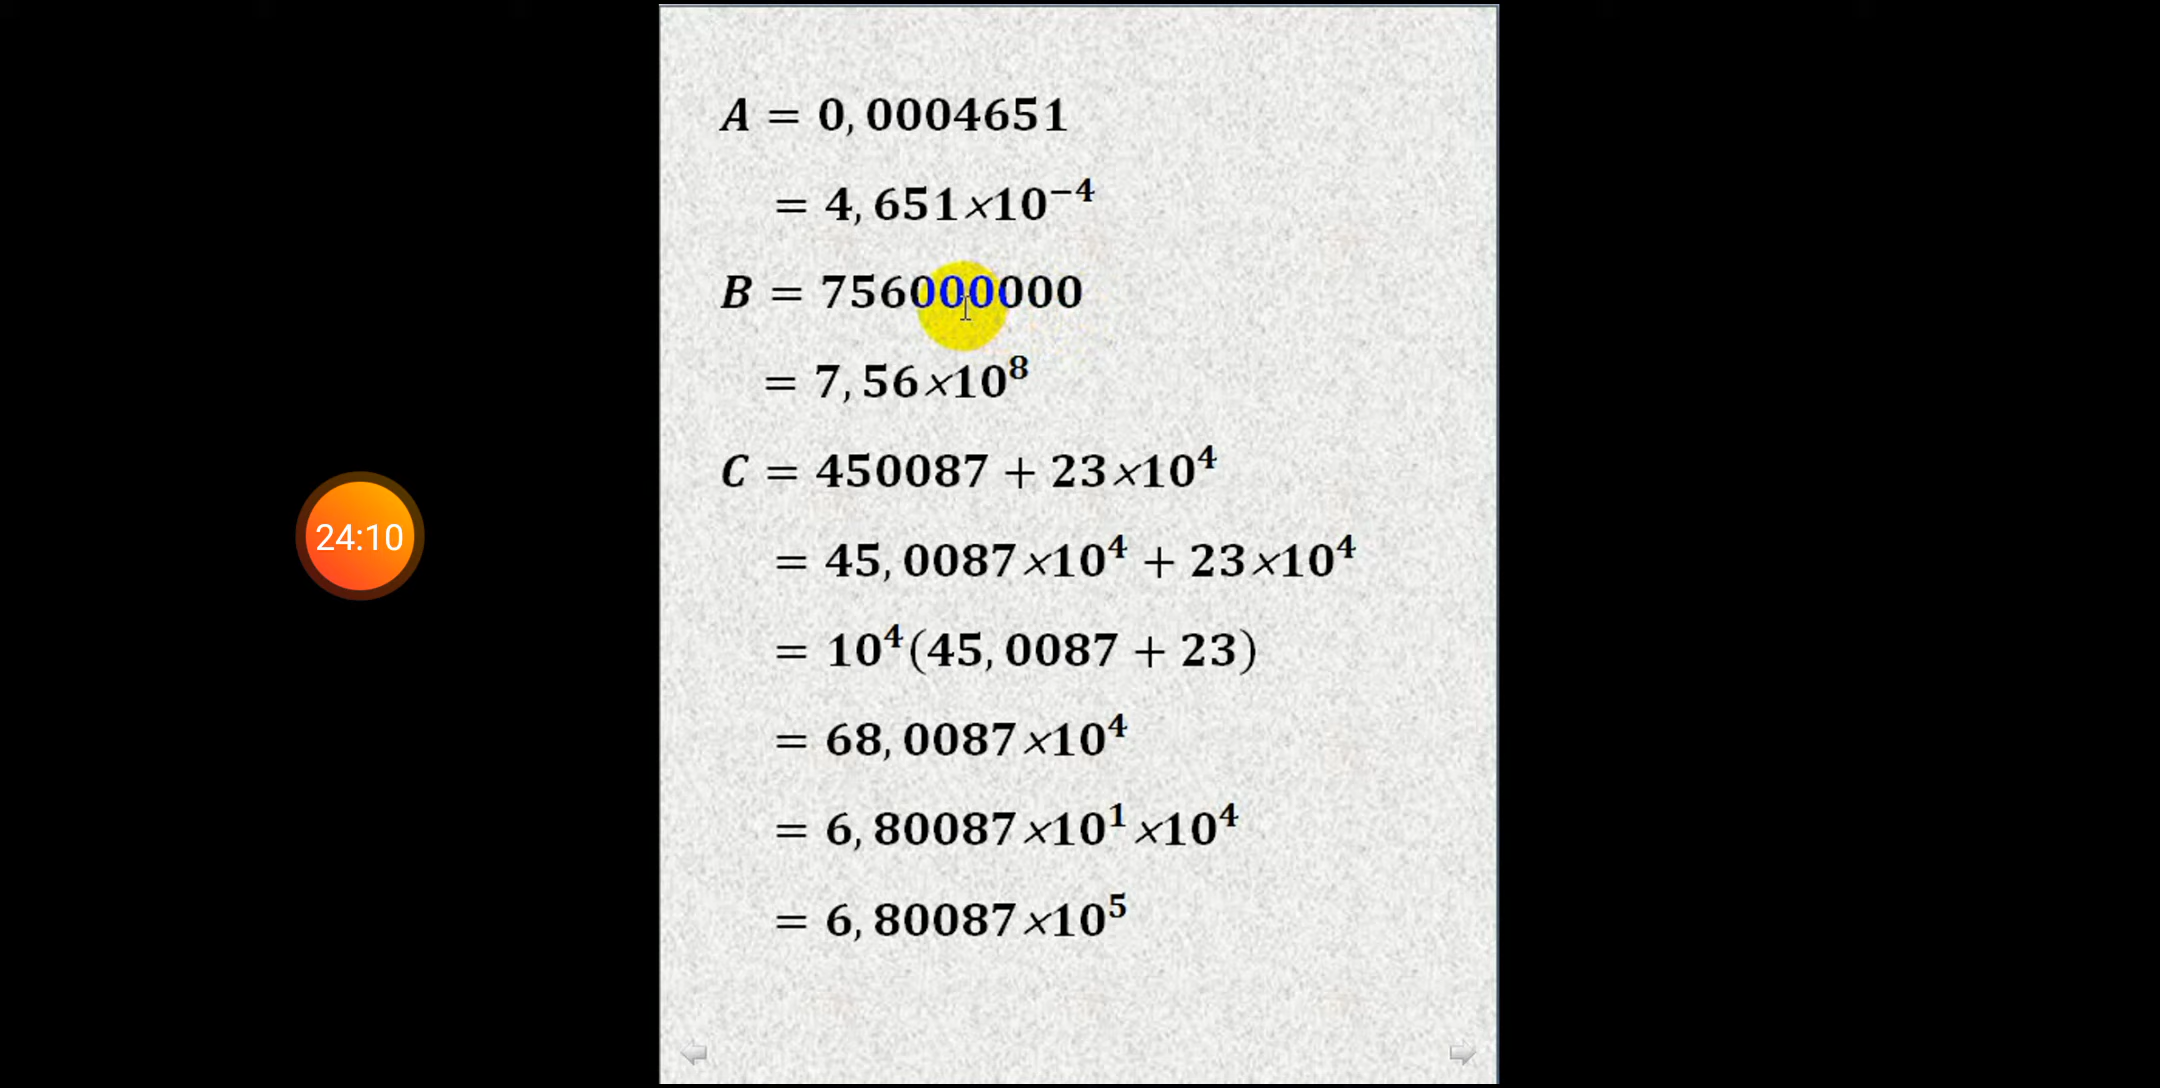 A = 0,0004651
= 4,651×10⁻⁴
B = 756000000
= 7,56×10⁸
24:10
C = 450087 + 23×10⁴
= 45,0087×10⁴ + 23×10⁴
= 10⁴(45,0087 + 23)
= 68,0087×10⁴
= 6,80087×10¹×10⁴
= 6,80087×10⁵